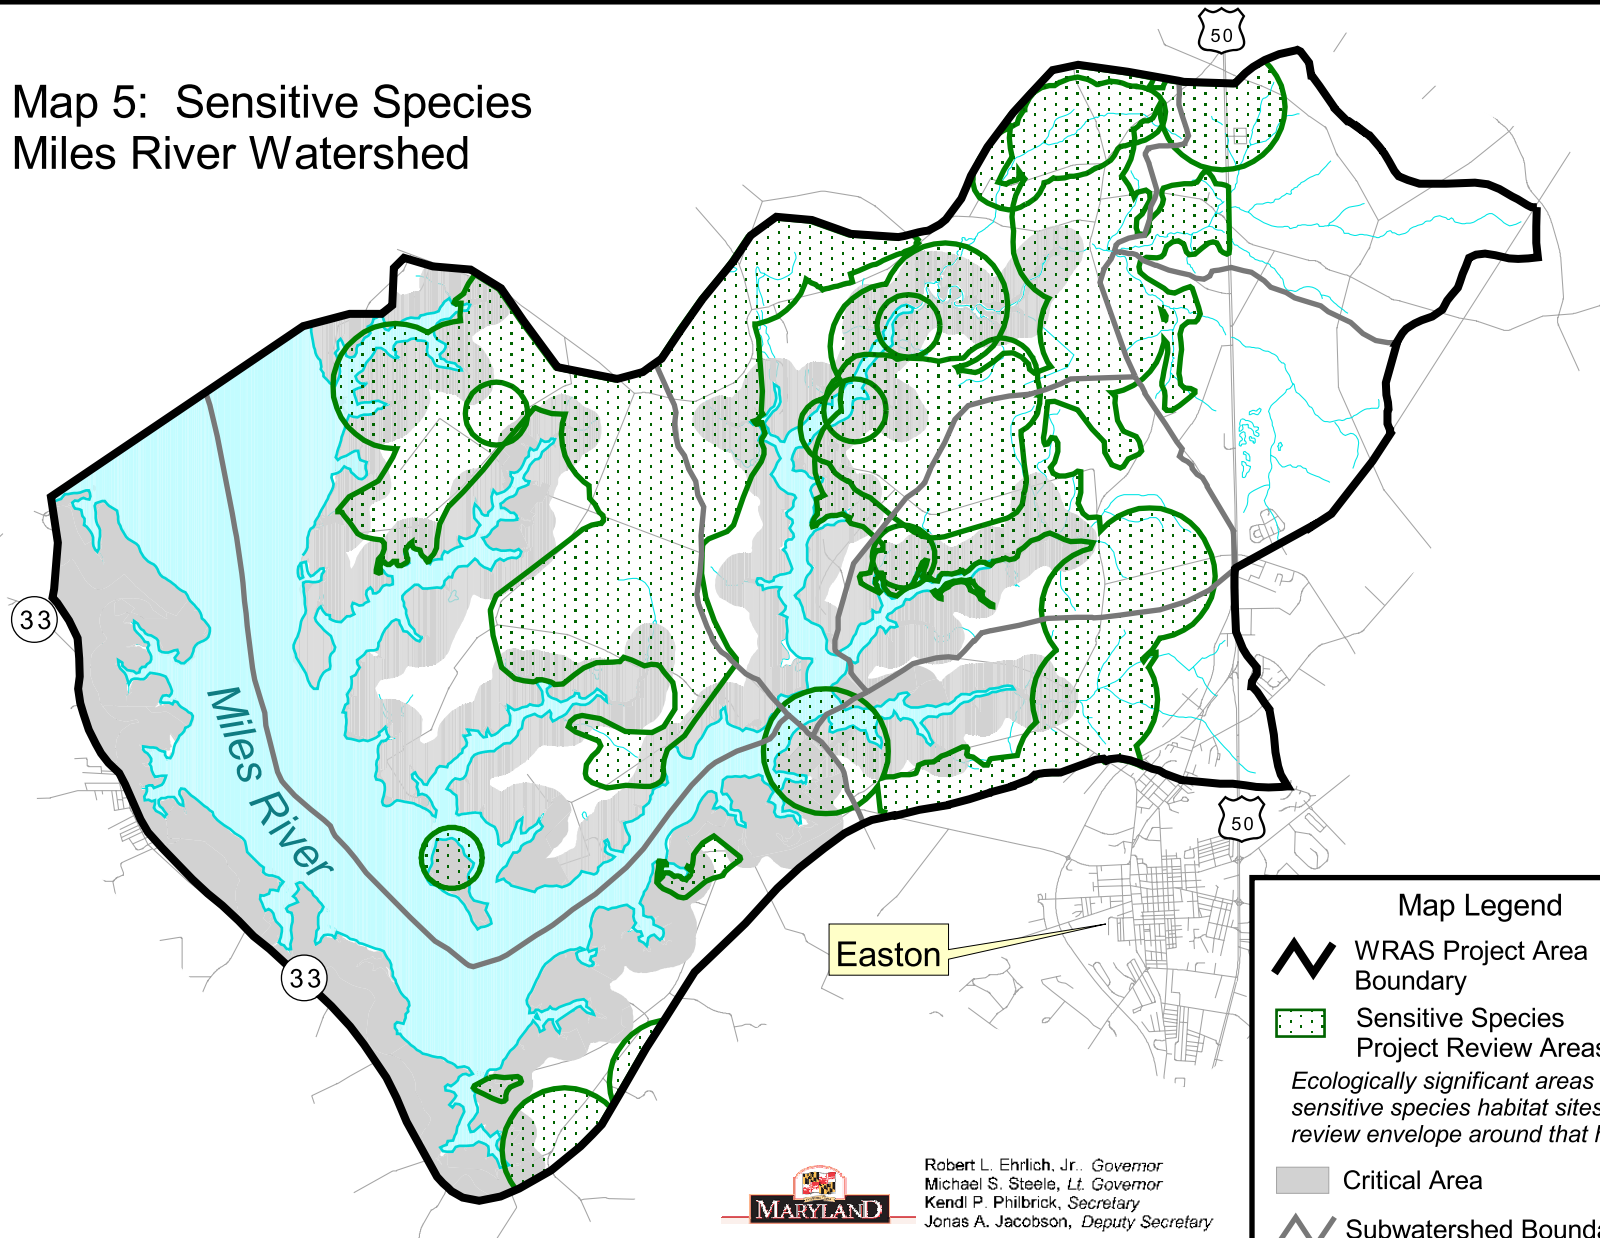 Map 5: Sensitive Species
Miles River Watershed
50
33
Miles River
33
50
Easton
Map Legend
WRAS Project Area
Boundary
Sensitive Species
Project Review Areas
Ecologically significant areas
sensitive species habitat sites
review envelope around that
Critical Area
Subwatershed Bounda
MARYLAND
Robert L. Ehrlich, Jr.. Governor
Michael S. Steele, Lt. Governor
Kendl P. Philbrick, Secretary
Jonas A. Jacobson, Deputy Secretary